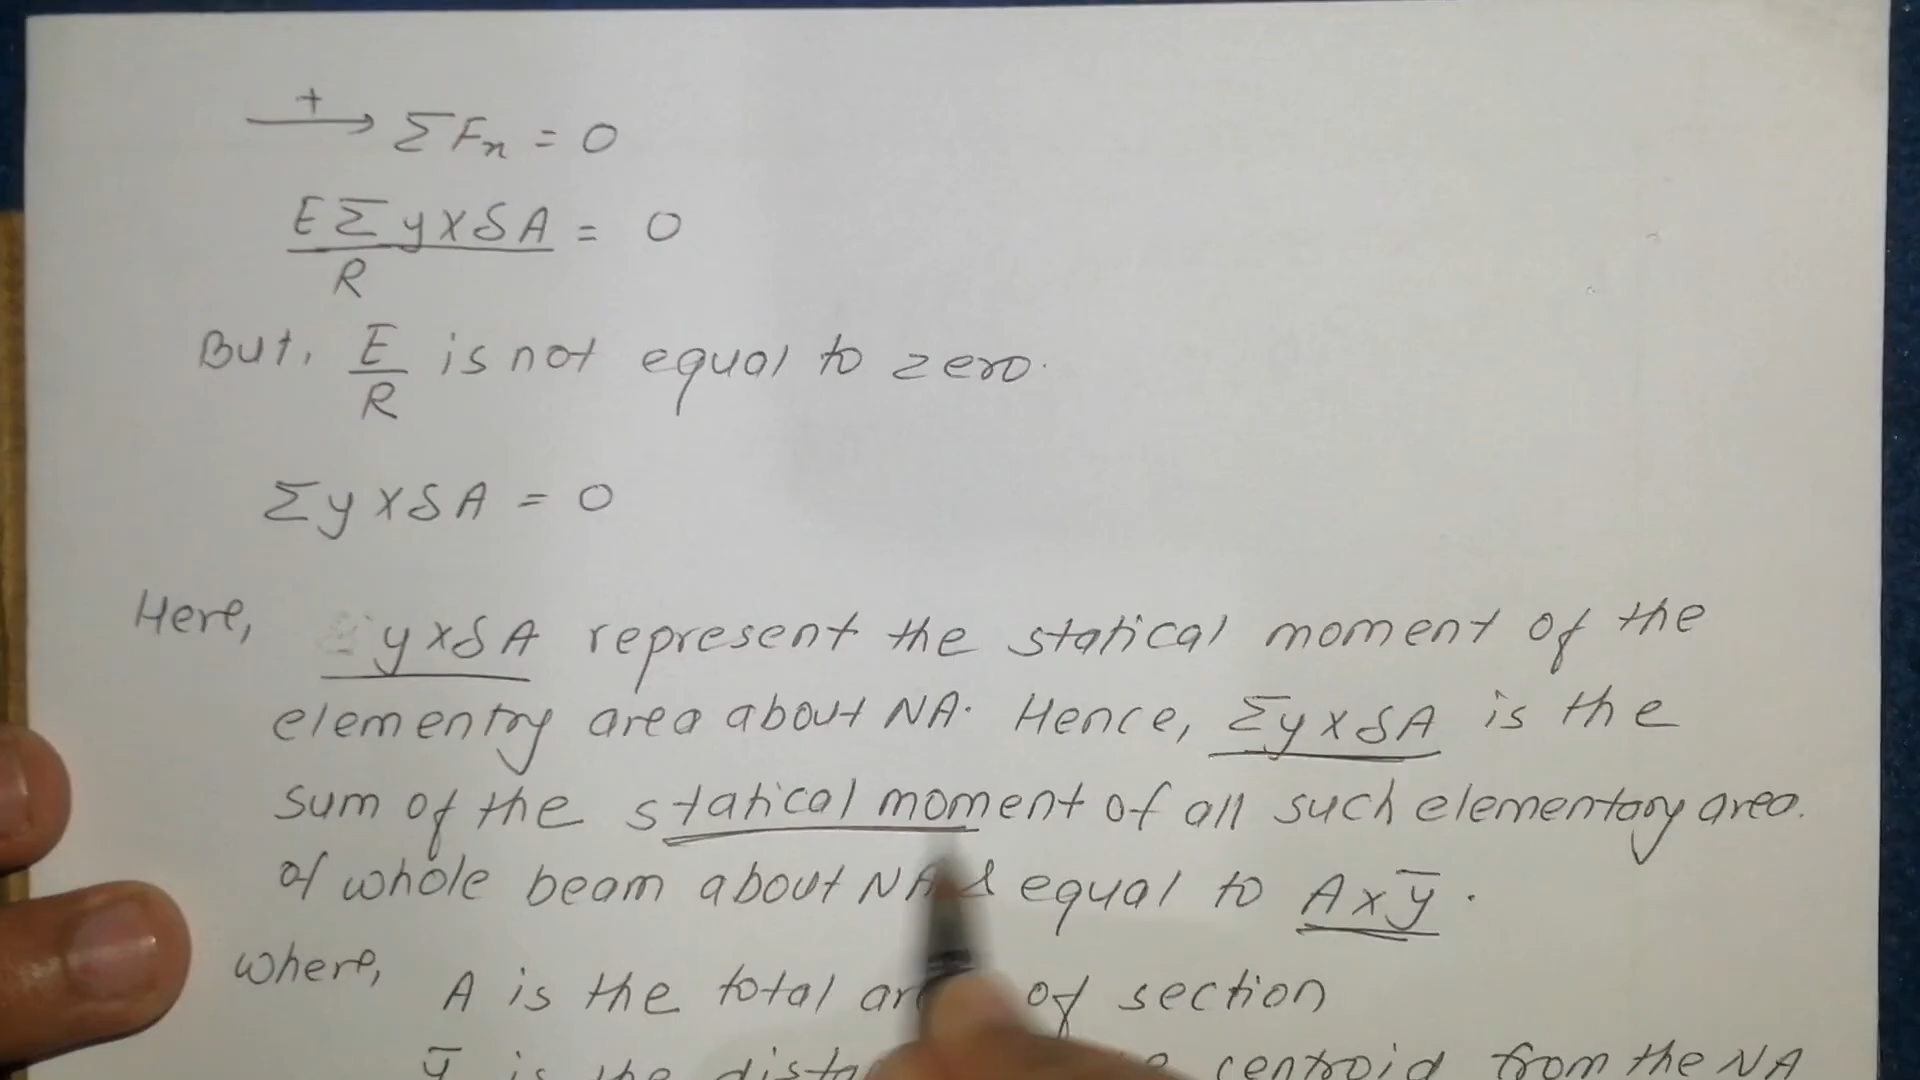 + → ΣFx = 0
EΣy×δA = 0
R
But, E/R is not equal to zero.
Σy×δA = 0
Here, y×δA represent the statical moment of the
elementry area about NA. Hence, Σy×δA is the
sum of the statical moment of all such elementary area.
of whole beam about NA & equal to A×ȳ.
where, A is the total of section
ȳ is the centroid from the NA